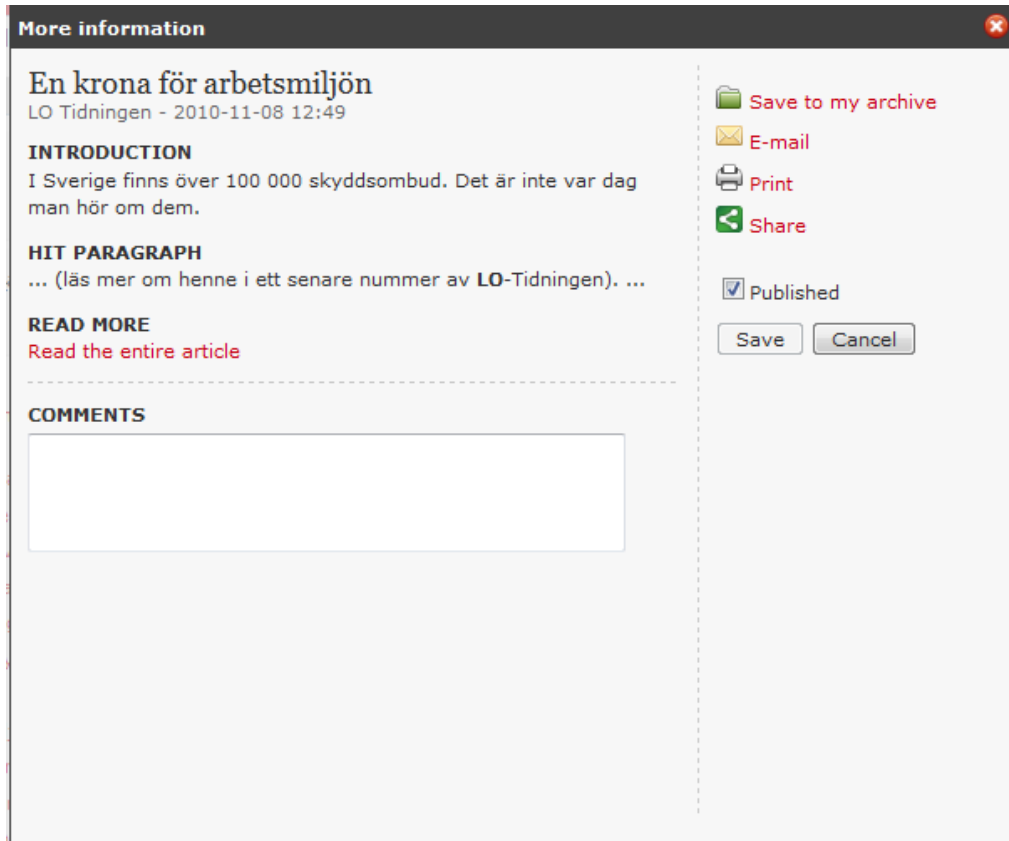 More information
En krona för arbetsmiljön
LO Tidningen - 2010-11-08 12:49
INTRODUCTION
I Sverige finns över 100 000 skyddsombud. Det är inte var dag
man hör om dem.
HIT PARAGRAPH
... (läs mer om henne i ett senare nummer av LO-Tidningen). ...
READ MORE
Read the entire article
COMMENTS
Save to my archive
E-mail
Print
Share
Published
Save Cancel